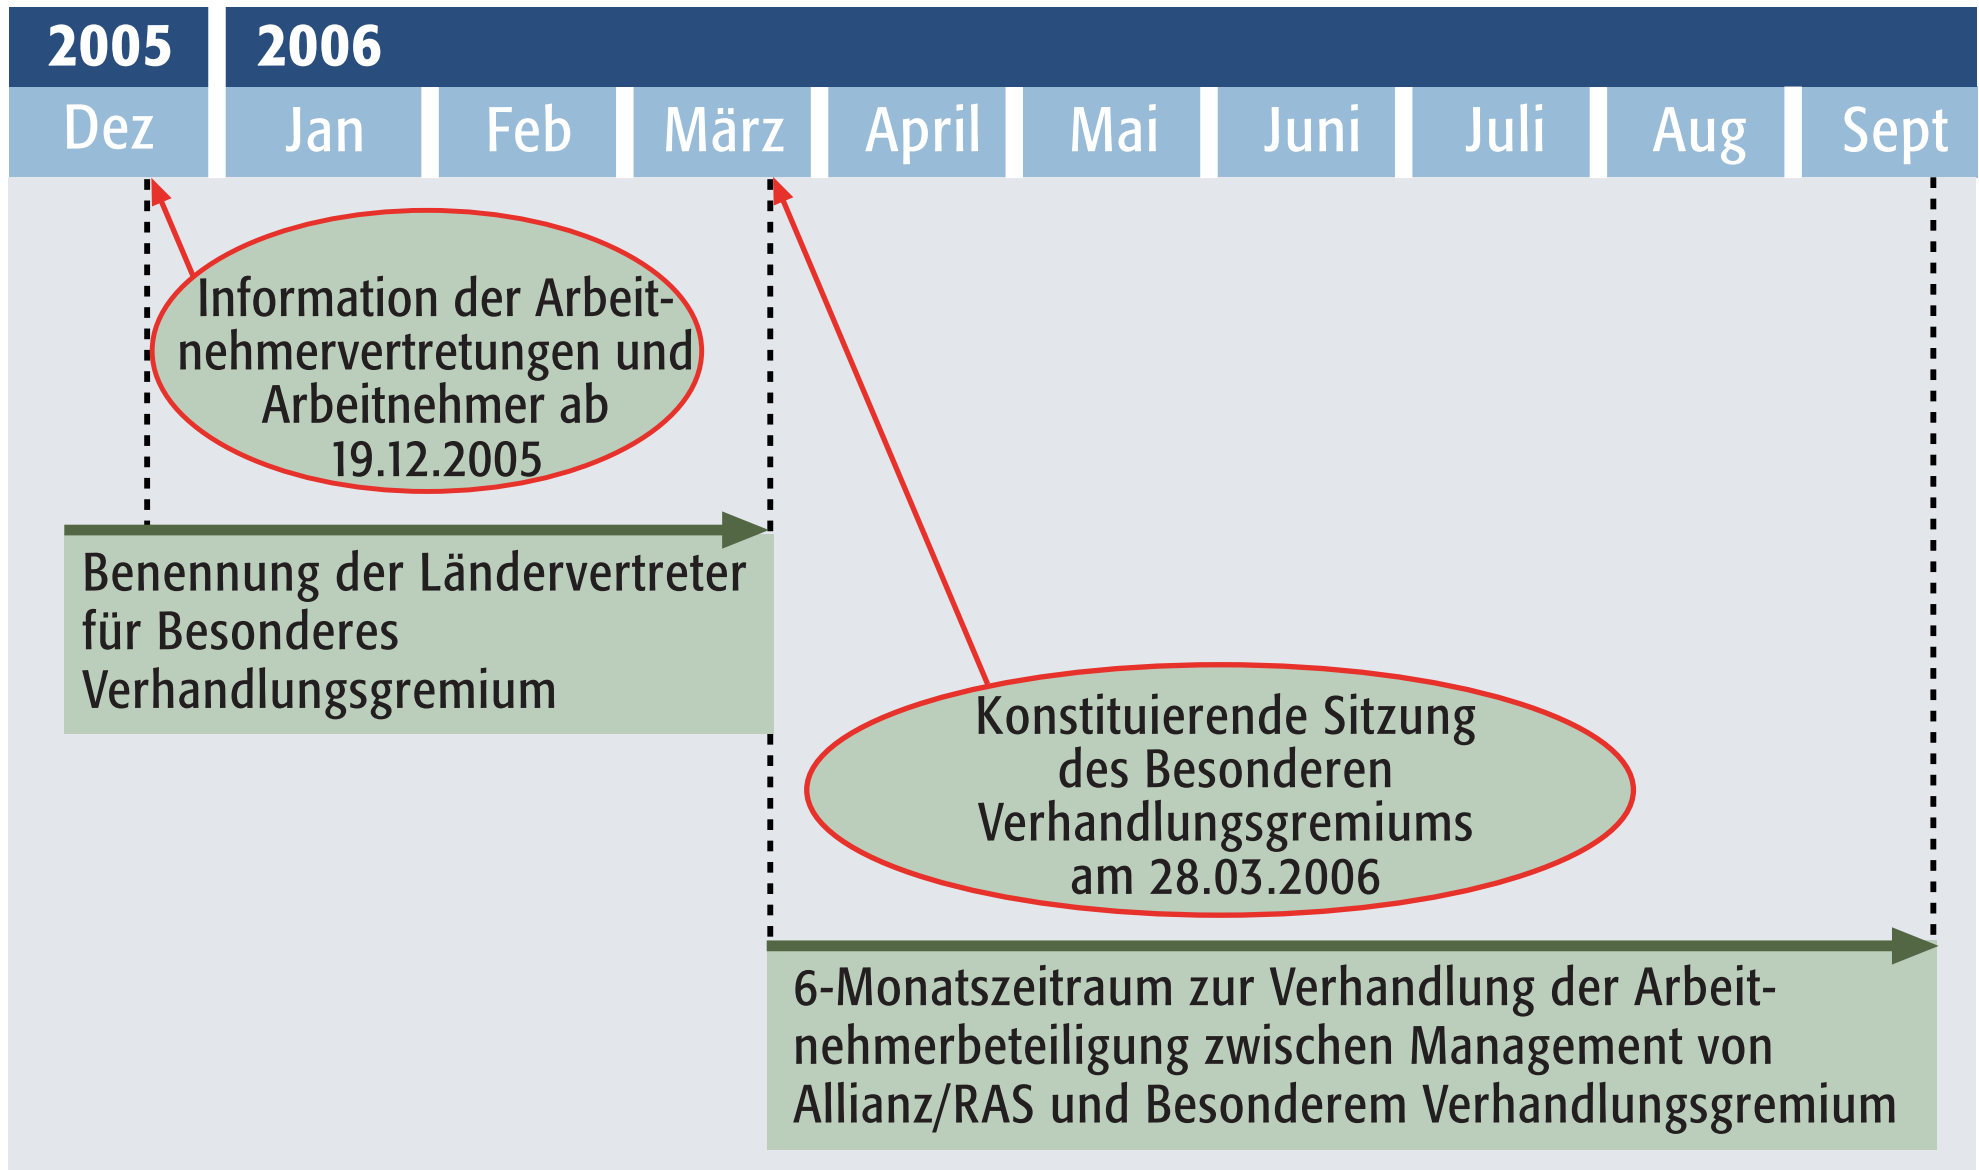 2005 2006
Dez Jan Feb März April Mai Juni Juli Aug Sept
Information der Arbeit-
nehmervertretungen und
Arbeitnehmer ab
19.12.2005
Benennung der Ländervertreter
für Besonderes
Verhandlungsgremium
Konstituierende Sitzung
des Besonderen
Verhandlungsgremiums
am 28.03.2006
6-Monatszeitraum zur Verhandlung der Arbeit-
nehmerbeteiligung zwischen Management von
Allianz/RAS und Besonderem Verhandlungsgremium